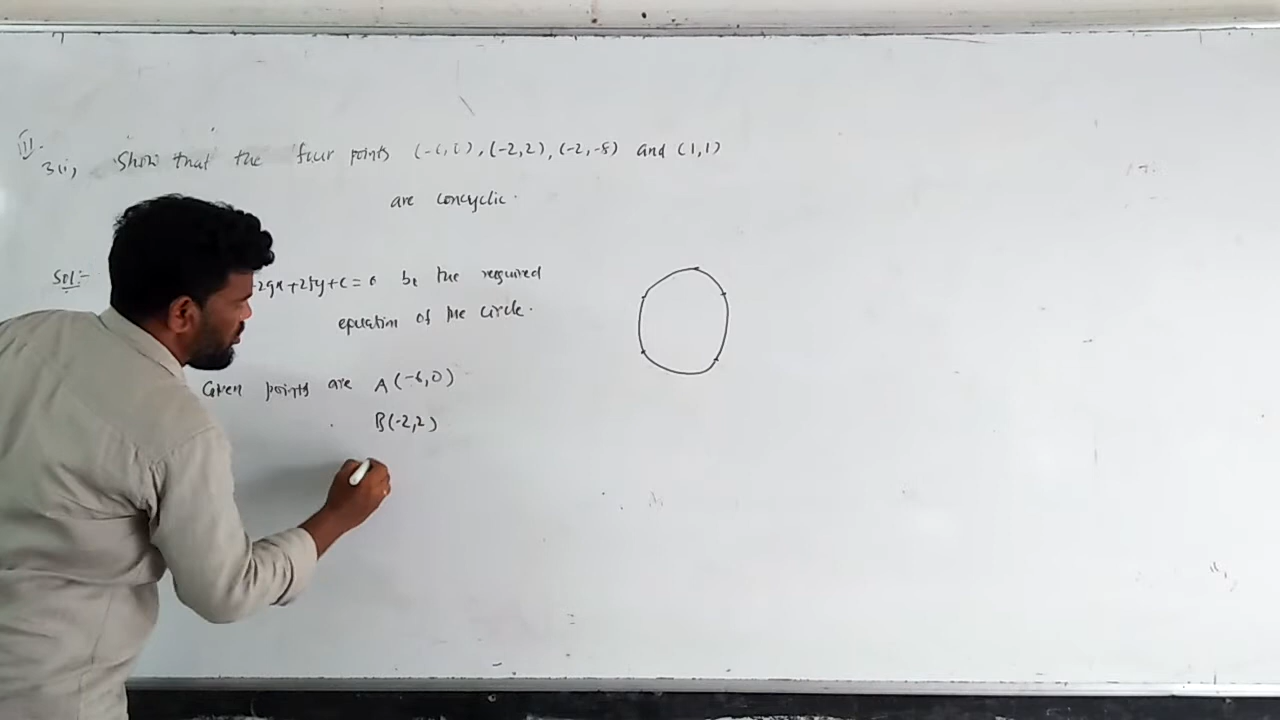 II.
3(i), Show that the four points (-6,0), (-2,2), (-2,-8) and (1,1)
are concyclic.
Sol:-
2gx+2fy+c=0 be the required
equation of the circle.
Given points are A(-6,0)
B(-2,2)